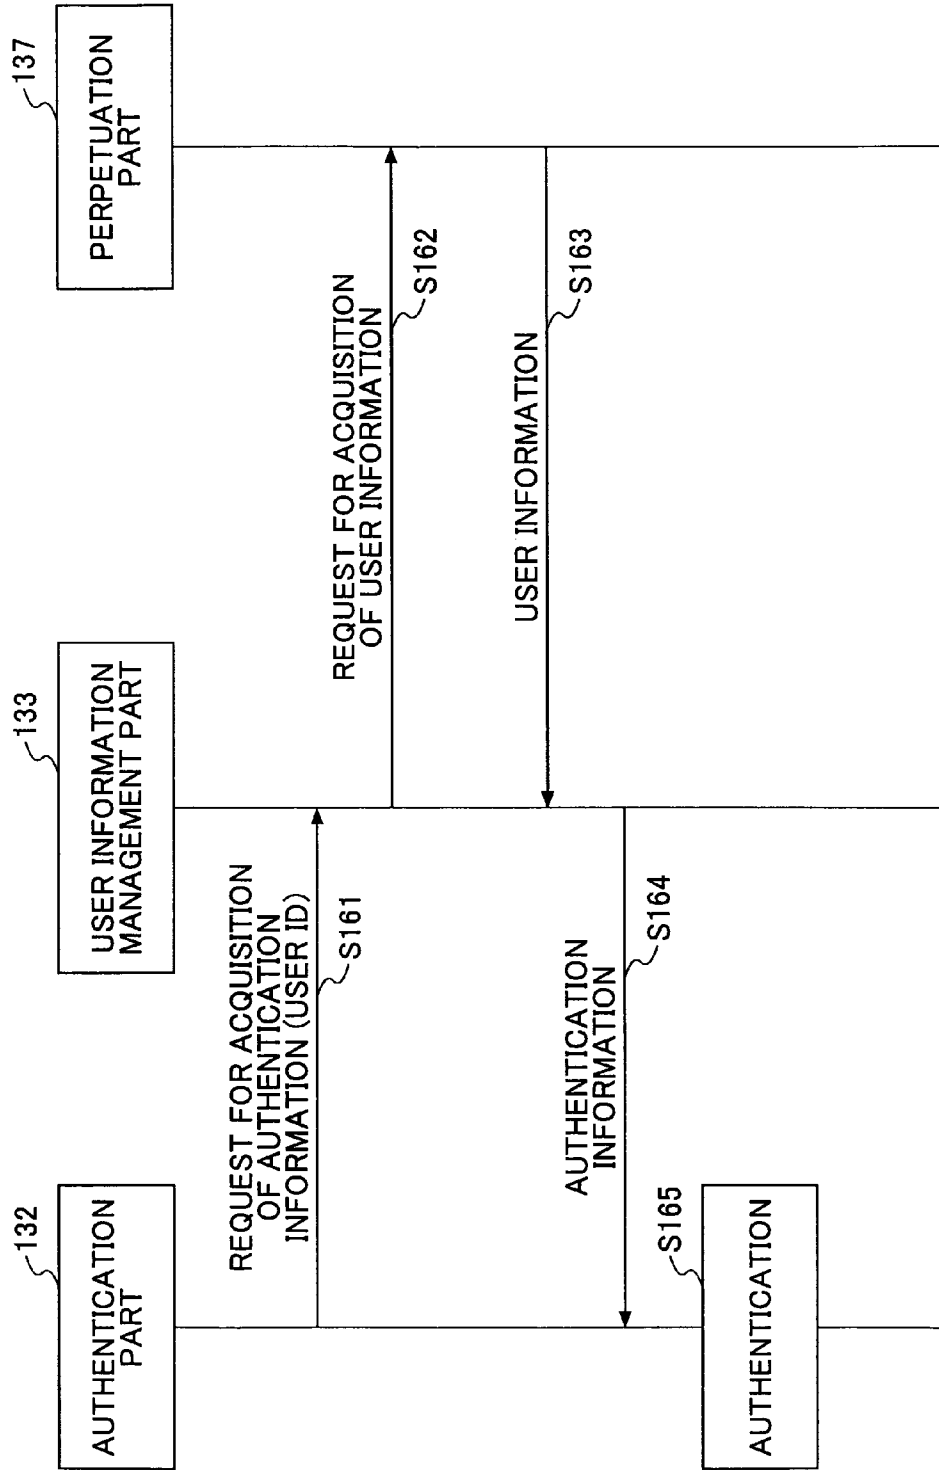 132
AUTHENTICATION
PART
133
USER INFORMATION
MANAGEMENT PART
137
PERPETUATION
PART
REQUEST FOR ACQUISITION
OF AUTHENTICATION
INFORMATION (USER ID)
S161
REQUEST FOR ACQUISITION
OF USER INFORMATION
S162
USER INFORMATION
S163
AUTHENTICATION
INFORMATION
S164
S165
AUTHENTICATION